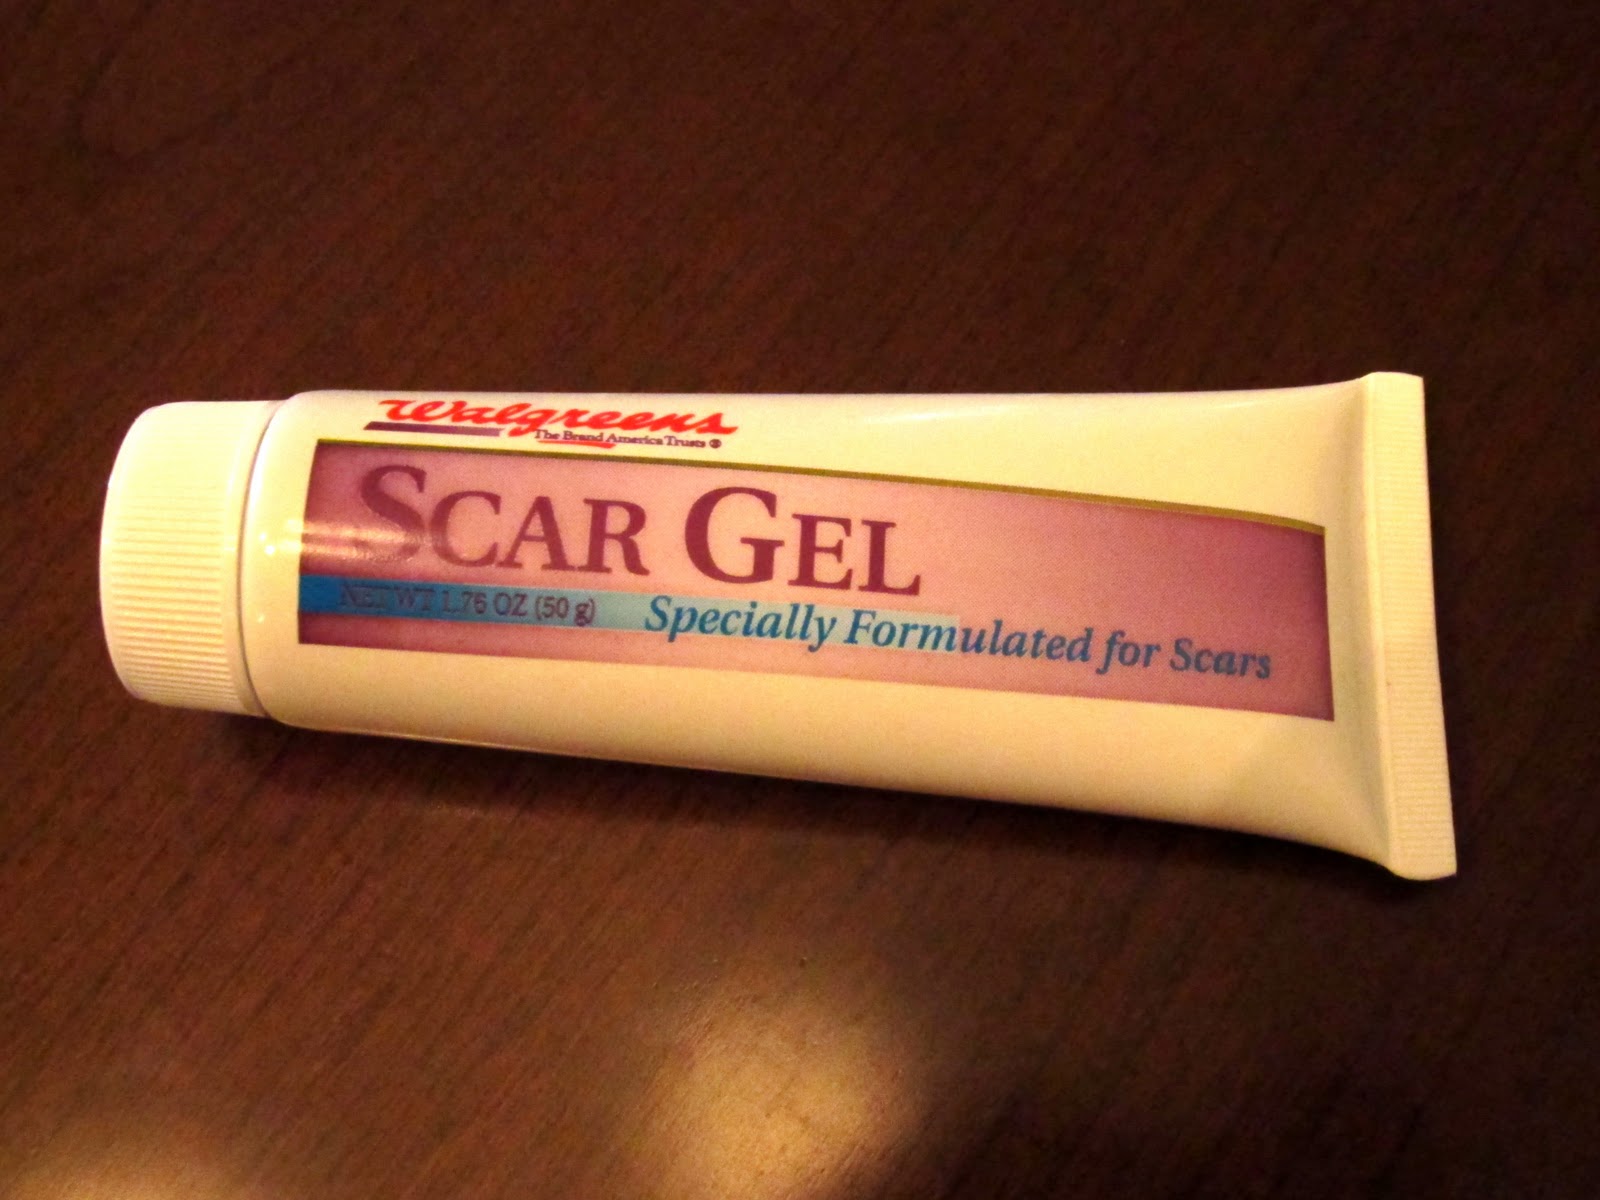 Walgreens
The Brand America Trusts ®
SCAR GEL
NET WT 1.76 OZ (50 g)
Specially Formulated for Scars